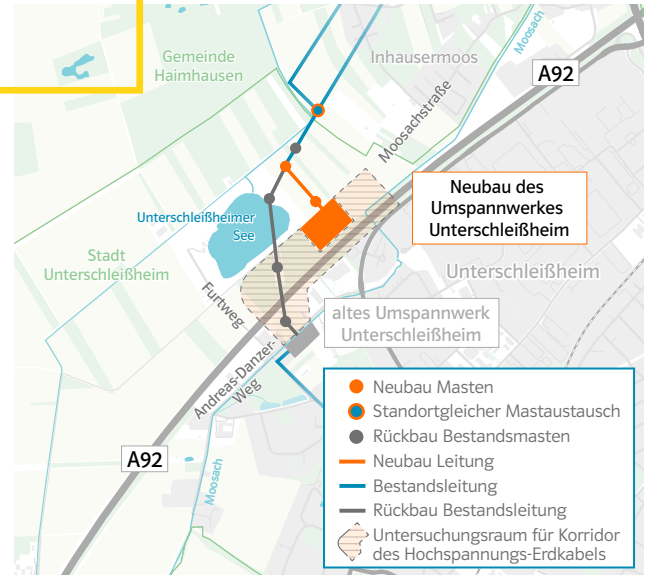 Gemeinde
Haimhausen
Inhausermoos
Moosach
A92
Moosachstraße
Unterschleißheimer
See
Neubau des
Umspannwerkes
Unterschleißheim
Stadt
Unterschleißheim
Furtweg
Unterschleißheim
altes Umspannwerk
Unterschleißheim
Andreas-Danzer-
Weg
A92
Moosach
Neubau Masten
Standortgleicher Mastaustausch
Rückbau Bestandsmasten
Neubau Leitung
Bestandsleitung
Rückbau Bestandsleitung
Untersuchungsraum für Korridor
des Hochspannungs-Erdkabels